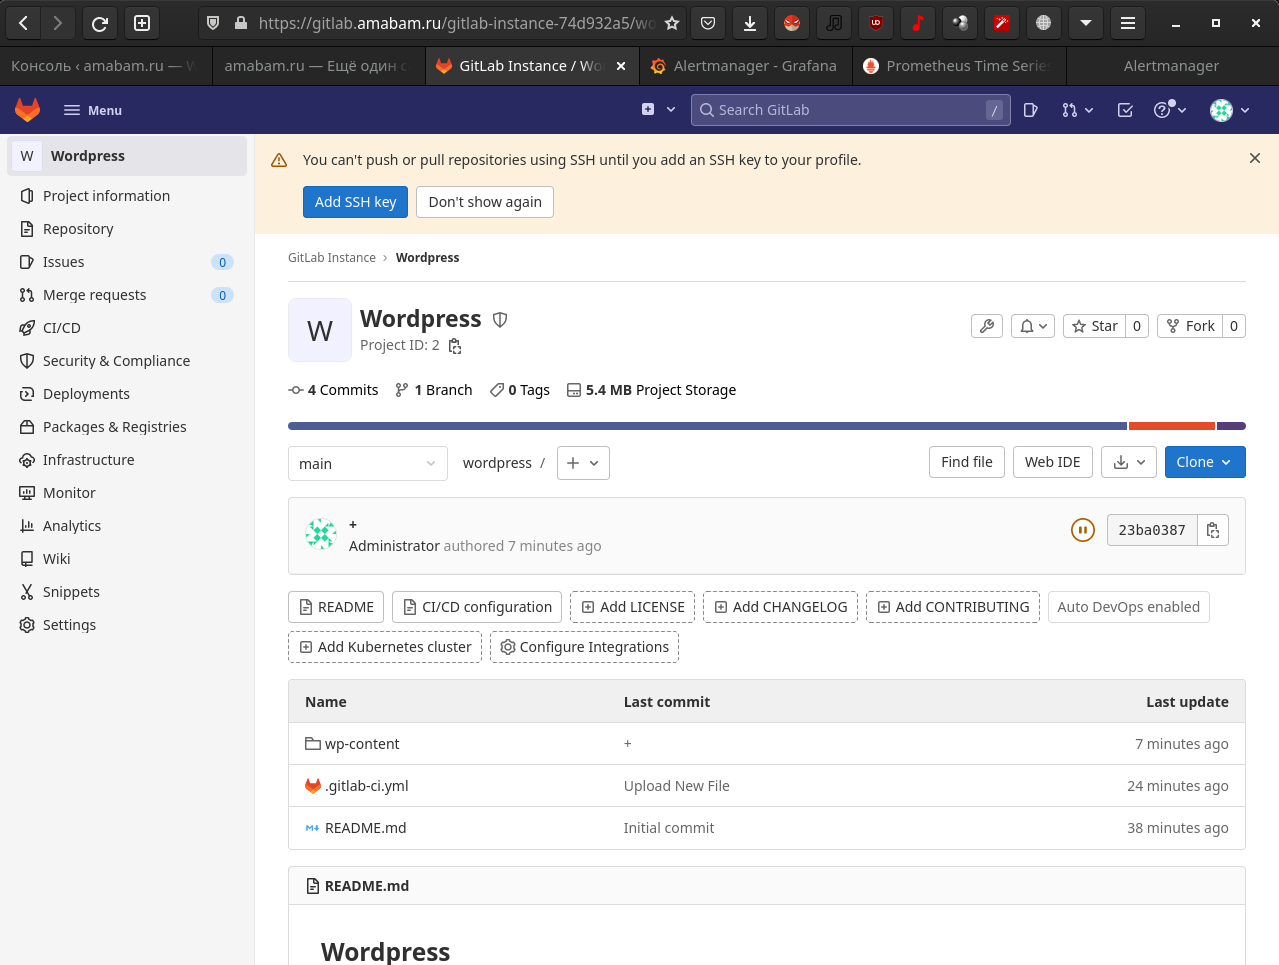 https://gitlab.amabam.ru/gitlab-instance-74d932a5/wo
Консоль ‹ amabam.ru — W
amabam.ru — Ещё один с
GitLab Instance / Wo
Alertmanager - Grafana
Prometheus Time Series
Alertmanager
Menu
Search GitLab /
W Wordpress
Project information
Repository
Issues 0
Merge requests 0
CI/CD
Security & Compliance
Deployments
Packages & Registries
Infrastructure
Monitor
Analytics
Wiki
Snippets
Settings
You can't push or pull repositories using SSH until you add an SSH key to your profile.
Add SSH key Don't show again
GitLab Instance › Wordpress
W
Wordpress
Project ID: 2
Star 0 Fork 0
4 Commits 1 Branch 0 Tags 5.4 MB Project Storage
main wordpress / + Find file Web IDE Clone
+
Administrator authored 7 minutes ago
23ba0387
README CI/CD configuration Add LICENSE Add CHANGELOG Add CONTRIBUTING Auto DevOps enabled
Add Kubernetes cluster Configure Integrations
Name Last commit Last update
wp-content + 7 minutes ago
.gitlab-ci.yml Upload New File 24 minutes ago
README.md Initial commit 38 minutes ago
README.md
Wordpress